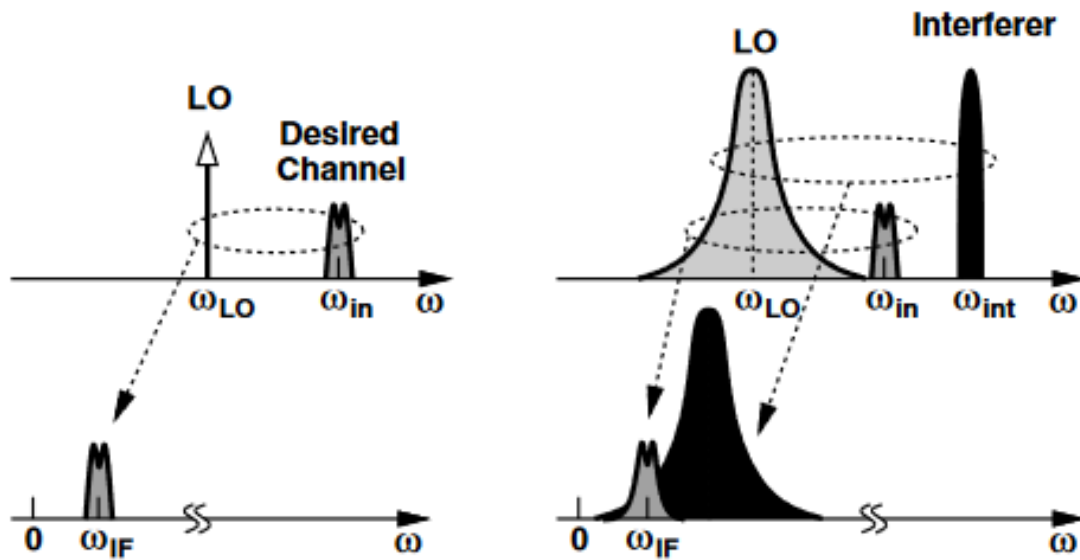 LO
Desired
Channel
ω_LO ω_in ω
0 ω_IF ω
LO
Interferer
ω_LO ω_in ω_int ω
0 ω_IF ω